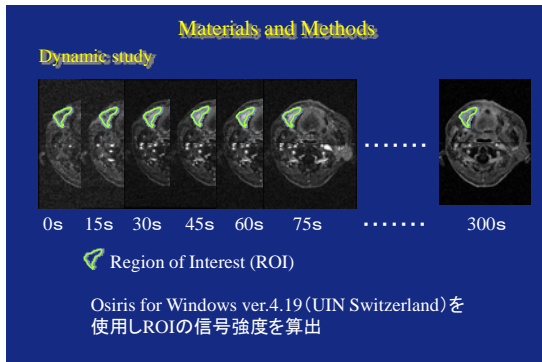 Materials and Methods
Dynamic study
.......
0s 15s 30s 45s 60s 75s ....... 300s
Region of Interest (ROI)
Osiris for Windows ver.4.19(UIN Switzerland)を
使用しROIの信号強度を算出